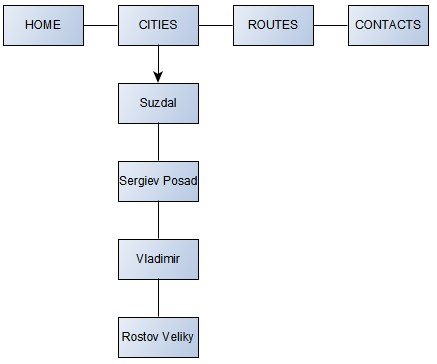 HOME
CITIES
ROUTES
CONTACTS
Suzdal
Sergiev Posad
Vladimir
Rostov Veliky